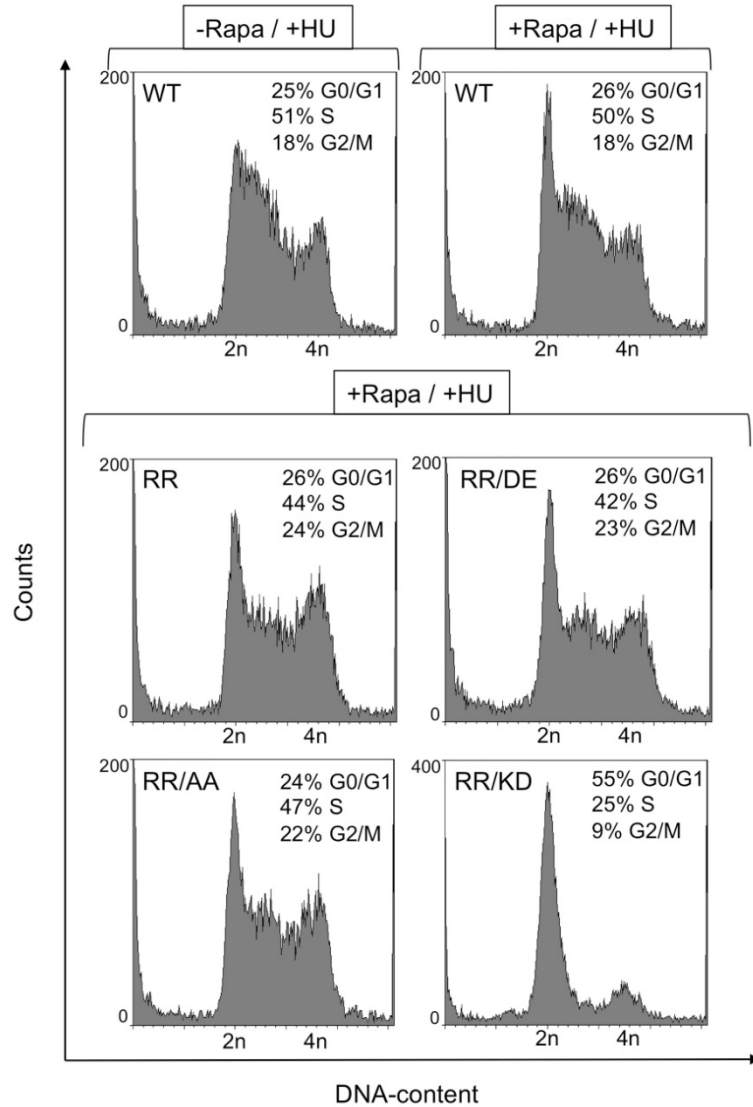 -Rapa / +HU
+Rapa / +HU
200
WT
25% G0/G1
51% S
18% G2/M
0
2n
4n
200
WT
26% G0/G1
50% S
18% G2/M
0
2n
4n
+Rapa / +HU
200
RR
26% G0/G1
44% S
24% G2/M
0
2n
4n
200
RR/DE
26% G0/G1
42% S
23% G2/M
0
2n
4n
Counts
200
RR/AA
24% G0/G1
47% S
22% G2/M
0
2n
4n
400
RR/KD
55% G0/G1
25% S
9% G2/M
0
2n
4n
DNA-content